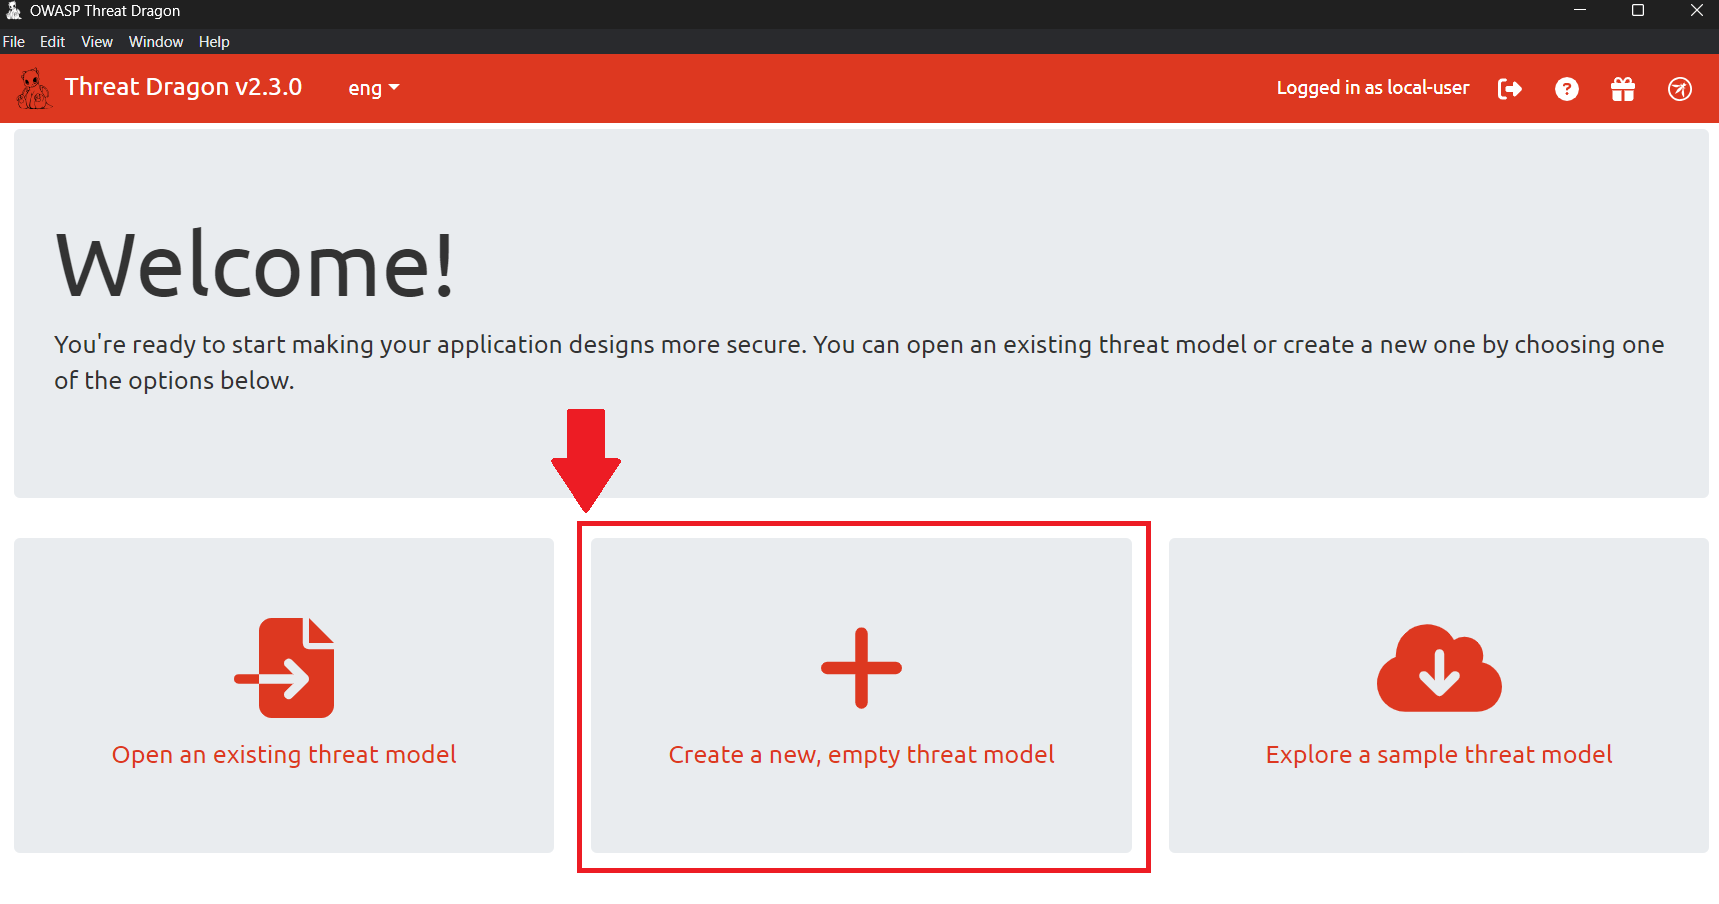 OWASP Threat Dragon
File Edit View Window Help
Threat Dragon v2.3.0 eng Logged in as local-user ?
Welcome!
You're ready to start making your application designs more secure. You can open an existing threat model or create a new one by choosing one
of the options below.
Open an existing threat model
Create a new, empty threat model
Explore a sample threat model